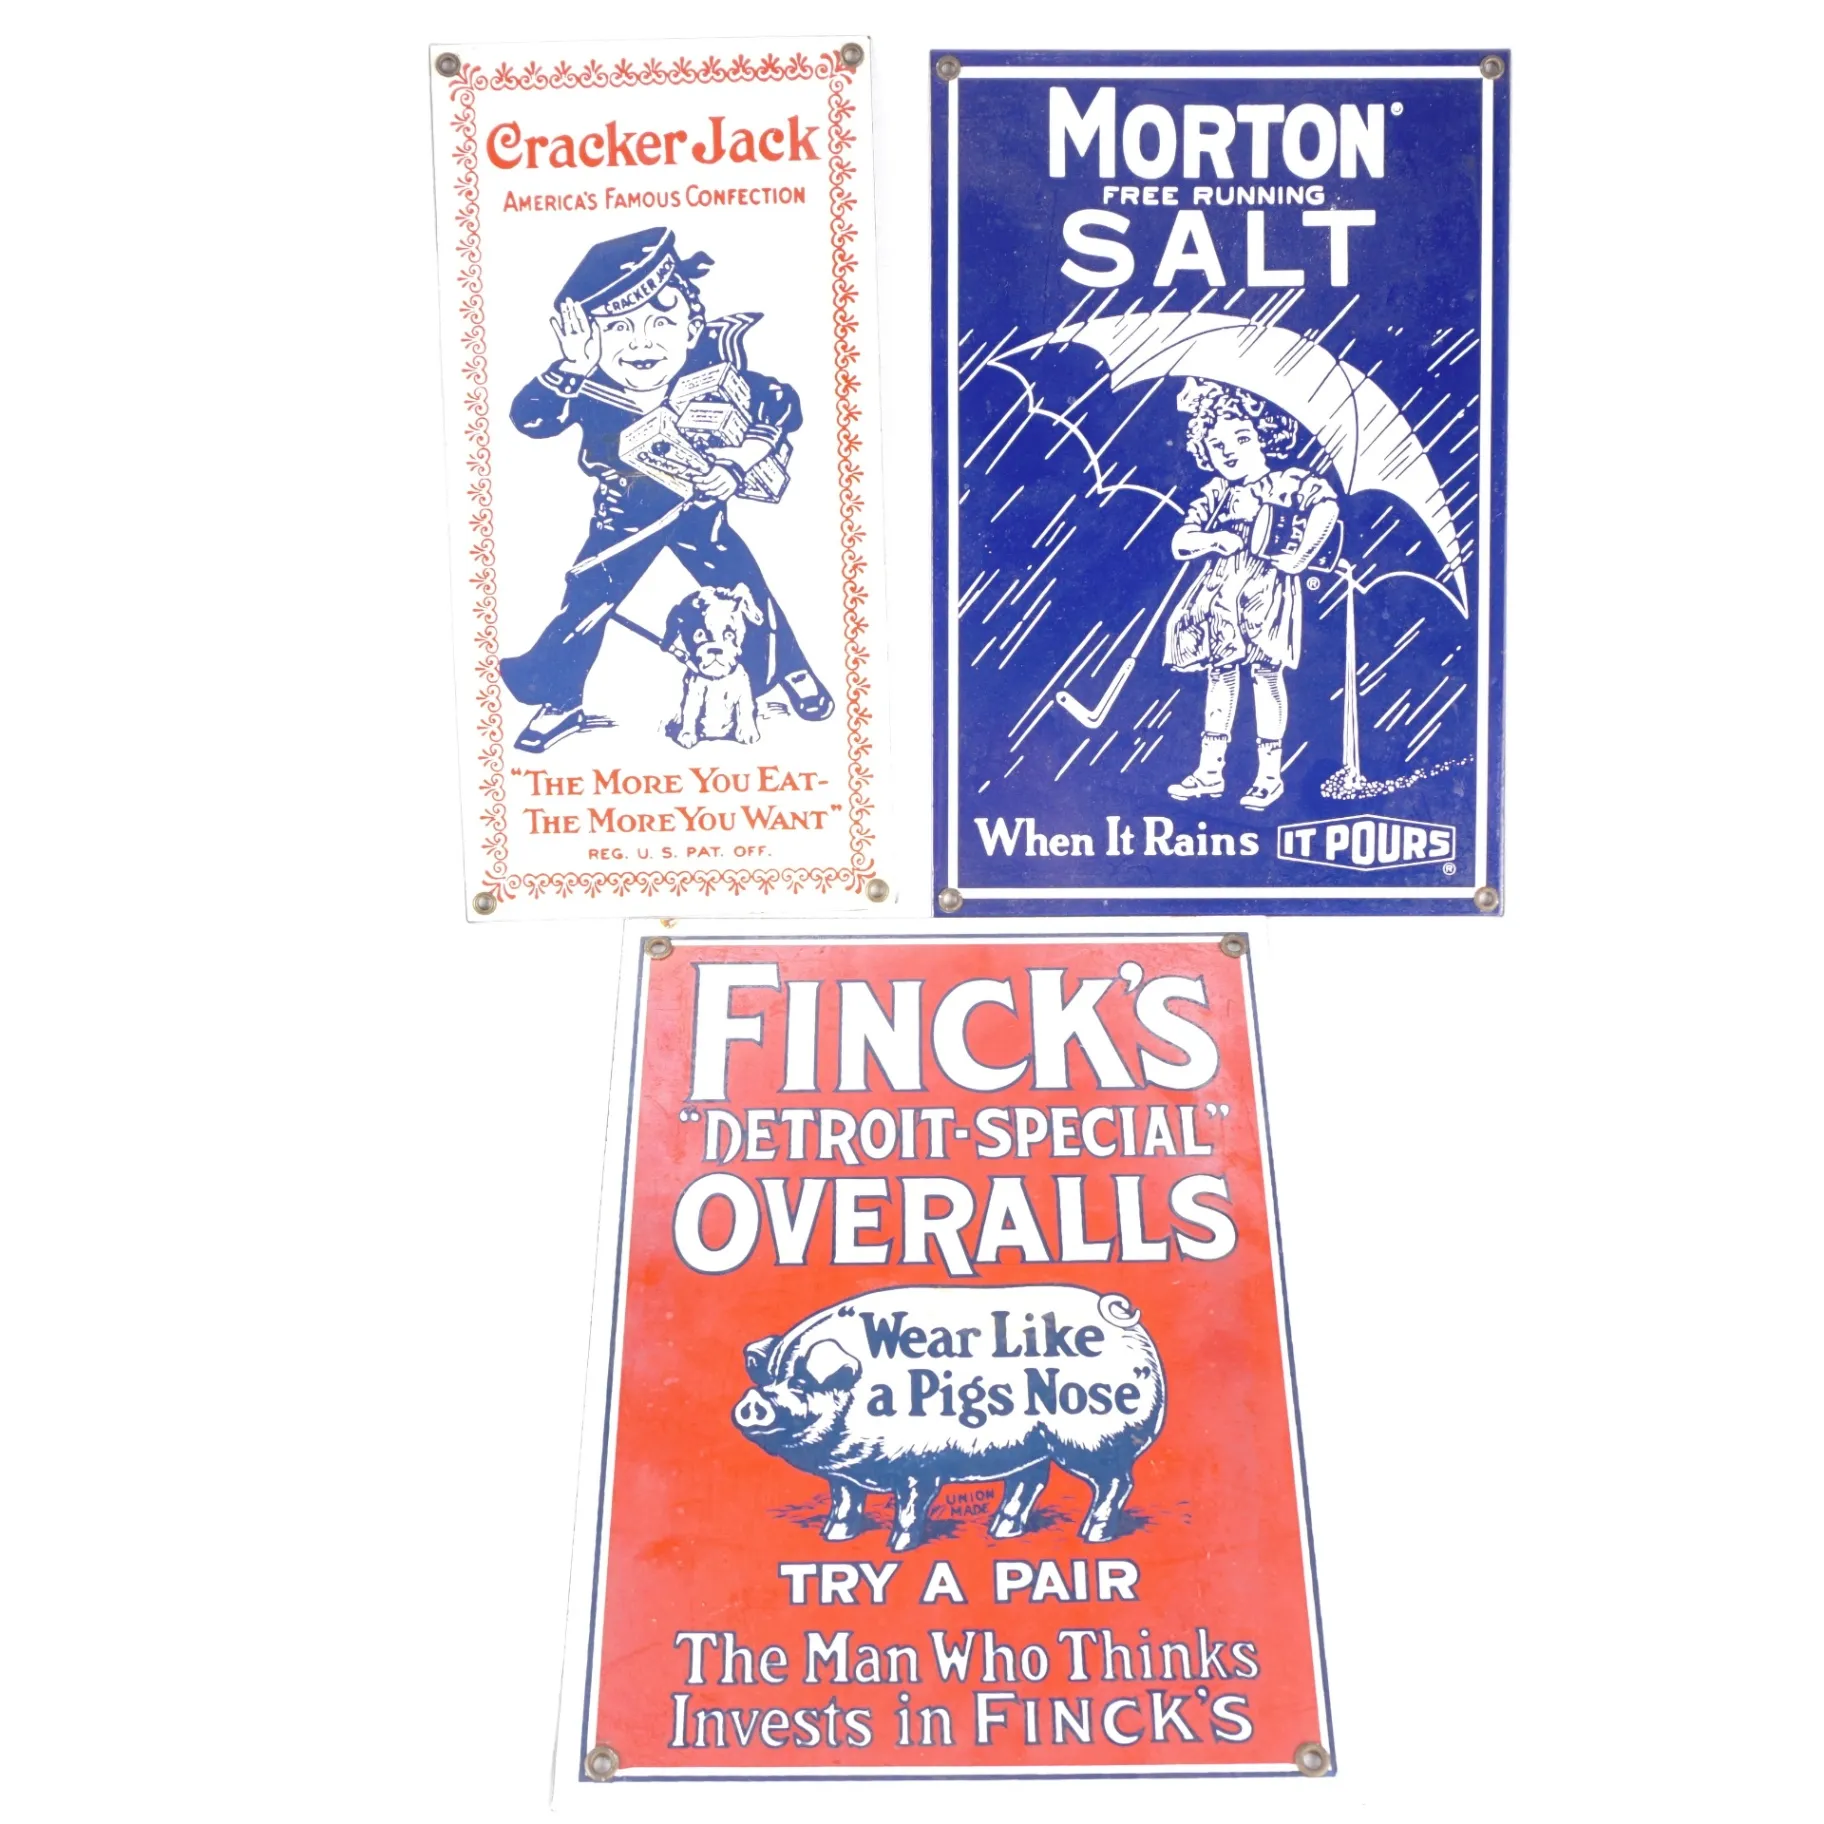 Cracker Jack
America's Famous Confection
CRACKER JACK
"The More You Eat-
The More You Want"
REG. U. S. PAT. OFF.
MORTON®
FREE RUNNING
SALT
SALT
®
When It Rains IT POURS
®
FINCK'S
"DETROIT-SPECIAL"
OVERALLS
"Wear Like
a Pigs Nose"
UNION
MADE
TRY A PAIR
The Man Who Thinks
Invests in FINCK'S